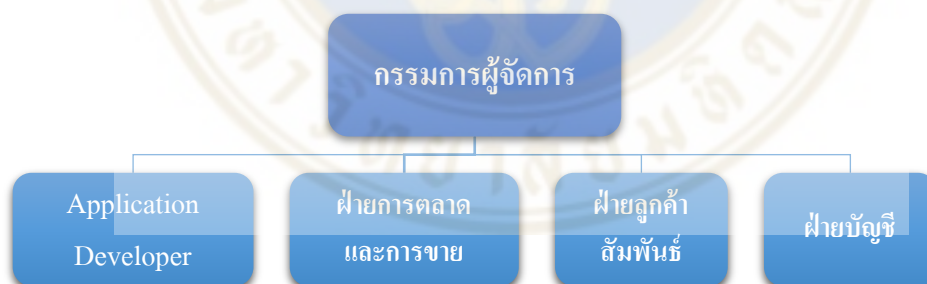 กรรมการผู้จัดการ
Application
Developer
ฝ่ายการตลาด
และการขาย
ฝ่ายลูกค้า
สัมพันธ์
ฝ่ายบัญชี